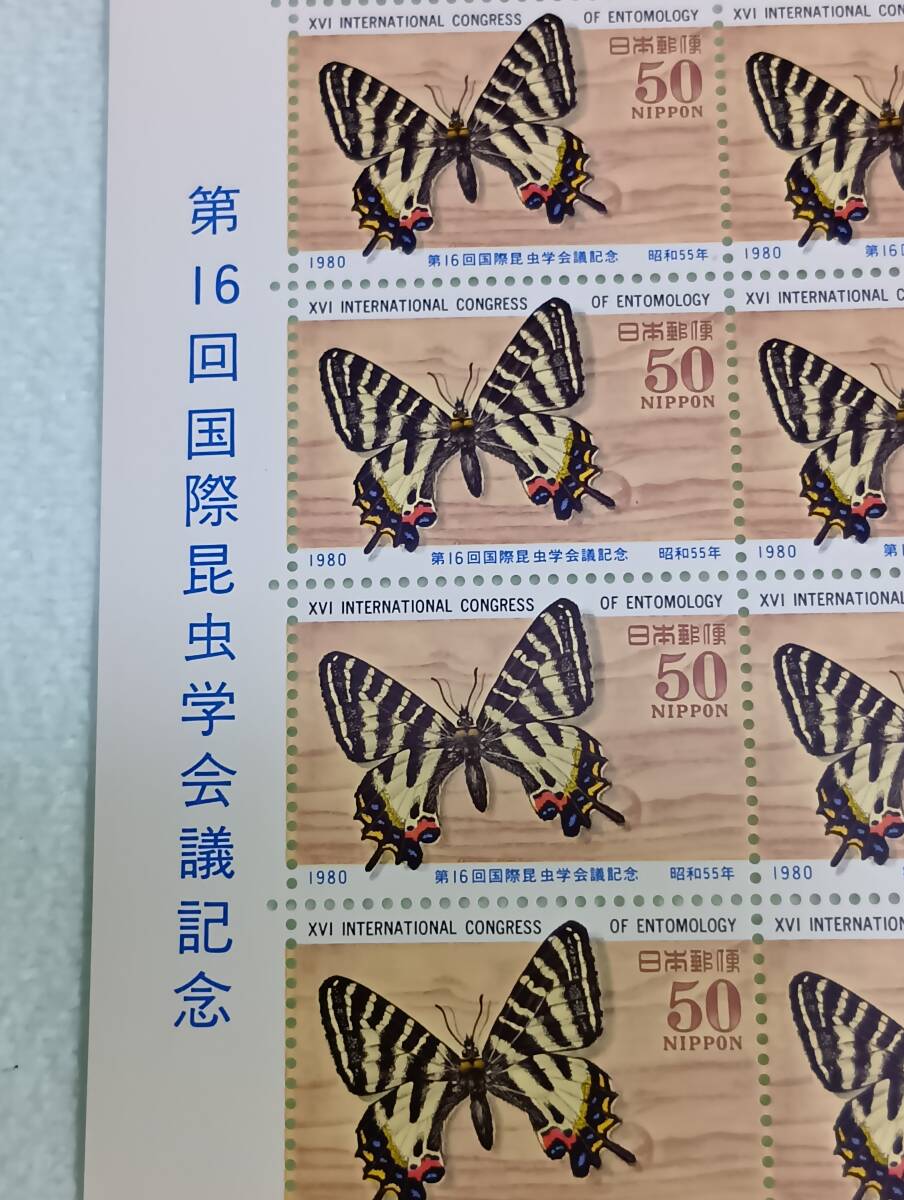 第16回国際昆虫学会議記念
XVI INTERNATIONAL CONGRESS OF ENTOMOLOGY
日本郵便
50
NIPPON
1980 第16回国際昆虫学会議記念 昭和55年
XVI INTERNATIONAL CON
1980 第16回
XVI INTERNATIONAL CONGRESS OF ENTOMOLOGY
日本郵便
50
NIPPON
1980 第16回国際昆虫学会議記念 昭和55年
XVI INTERNATIONAL C
1980 第1
XVI INTERNATIONAL CONGRESS OF ENTOMOLOGY
日本郵便
50
NIPPON
1980 第16回国際昆虫学会議記念 昭和55年
XVI INTERNATIONAL
1980
XVI INTERNATIONAL CONGRESS OF ENTOMOLOGY
日本郵便
50
NIPPON
XVI INTERNATION